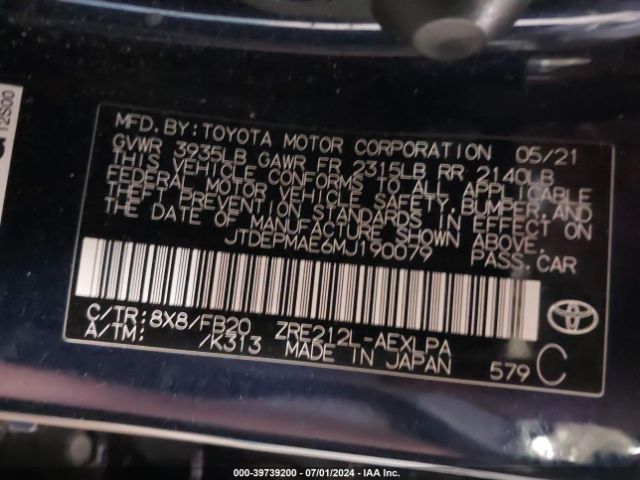 12S00
MFD.BY:TOYOTA MOTOR CORPORATION 05/21
GVWR 3935LB GAWR FR 2315LB RR 2140LB
THIS VEHICLE CONFORMS TO ALL APPLICABLE
FEDERAL MOTOR VEHICLE SAFETY,BUMPER,AND
THEFT PREVENTION STANDARDS IN EFFECT ON
THE DATE OF MANUFACTURE SHOWN ABOVE.
JTDEPMAE6MJ190079 PASS.CAR
C/TR:8X8/FB20 ZRE212L-AEXLPA
A/TM: /K313 MADE IN JAPAN 579 C
000-39739200 - 07/01/2024 - IAA Inc.